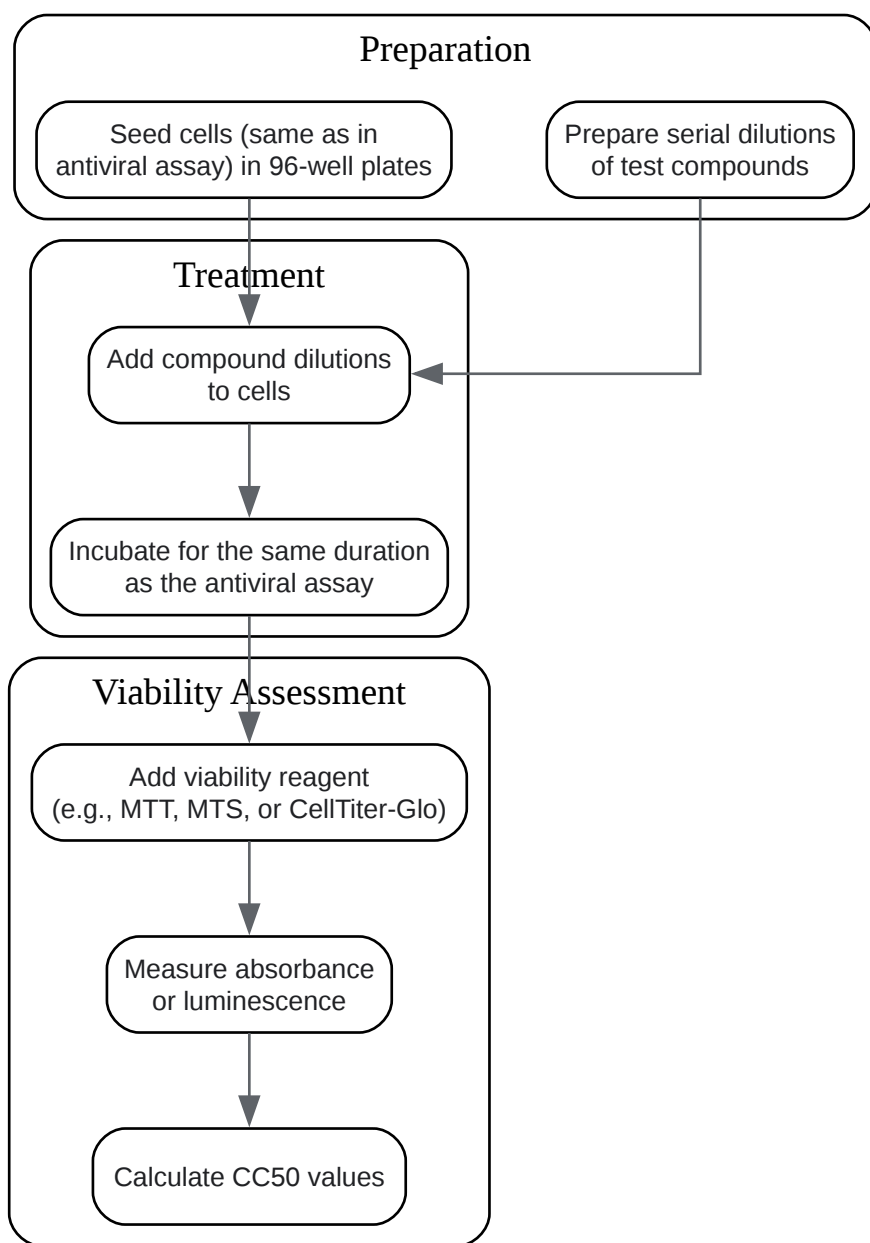 Preparation
Seed cells (same as in
antiviral assay) in 96-well plates
Prepare serial dilutions
of test compounds
Treatment
Add compound dilutions
to cells
Incubate for the same duration
as the antiviral assay
Viability Assessment
Add viability reagent
(e.g., MTT, MTS, or CellTiter-Glo)
Measure absorbance
or luminescence
Calculate CC50 values